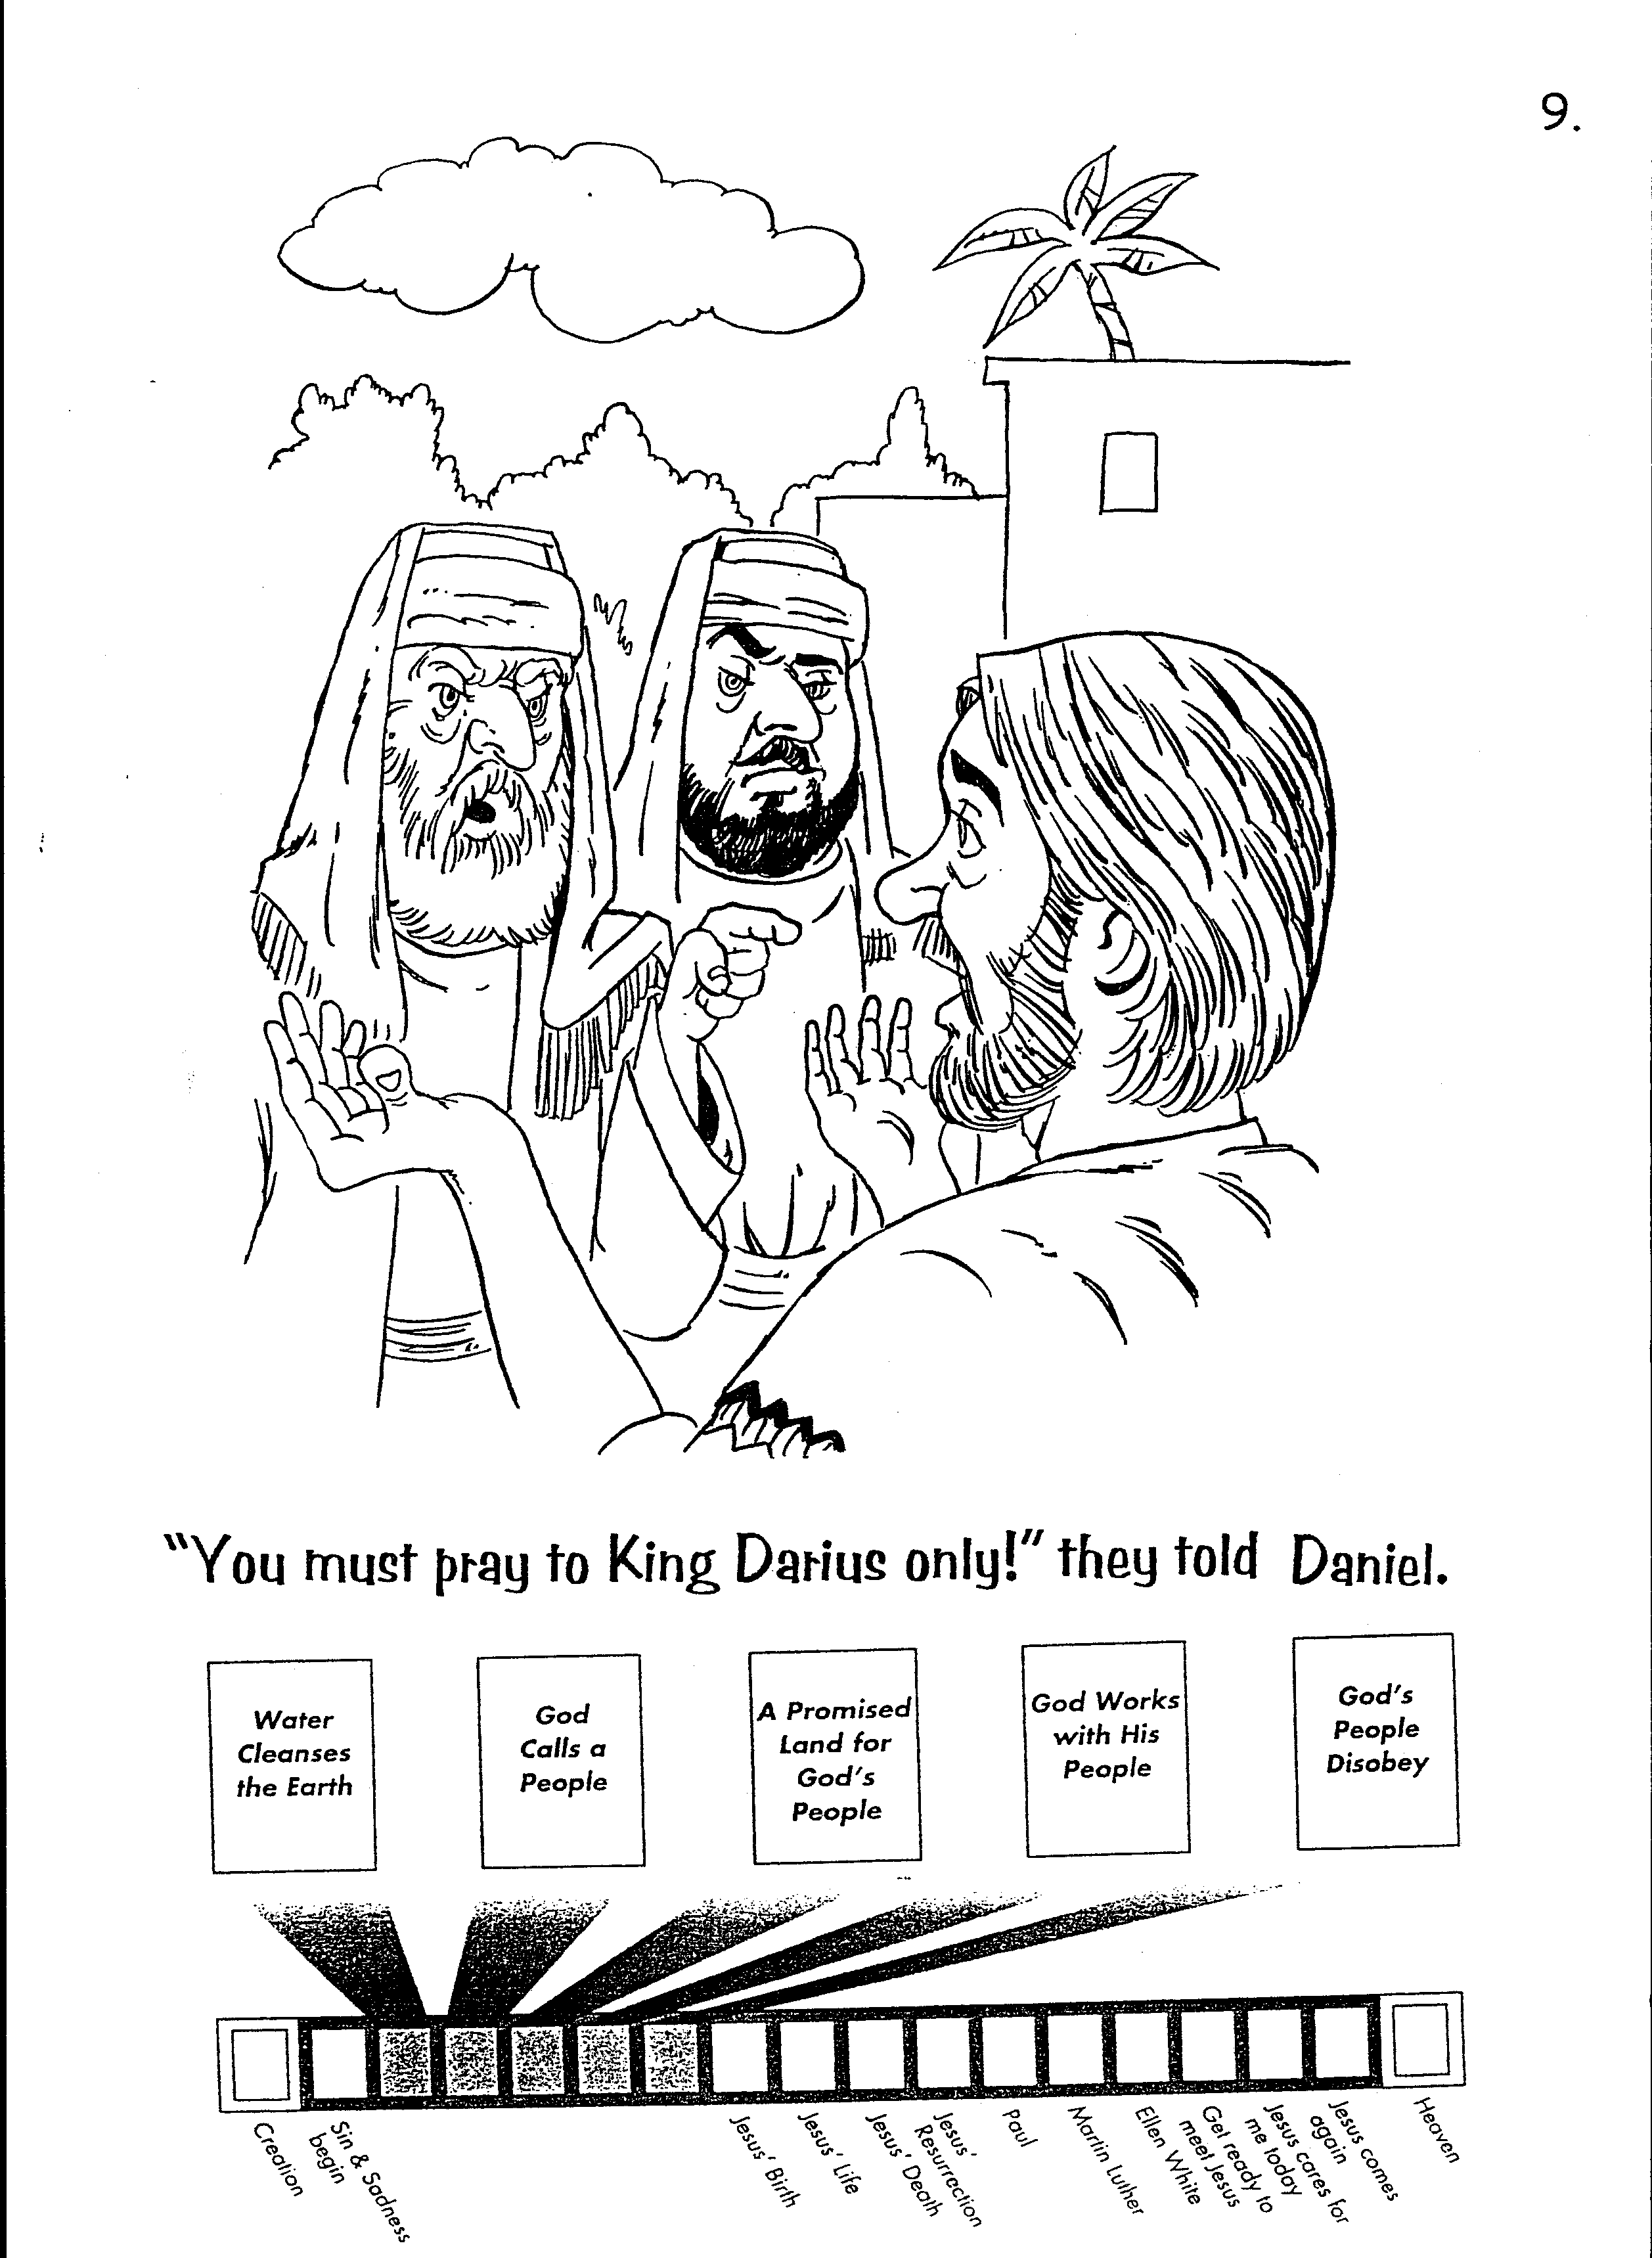 9.
"You must pray to King Darius only!" they told Daniel.
Water
Cleanses
the Earth
God
Calls a
People
A Promised
Land for
God's
People
God Works
with His
People
God's
People
Disobey
Creation
Sin & Sadness
begin
Jesus' Birth
Jesus' Life
Jesus' Death
Jesus'
Resurrection
Paul
Martin Luther
Ellen White
Get ready to
meet Jesus
Jesus cares for
me today
Jesus comes
again
Heaven